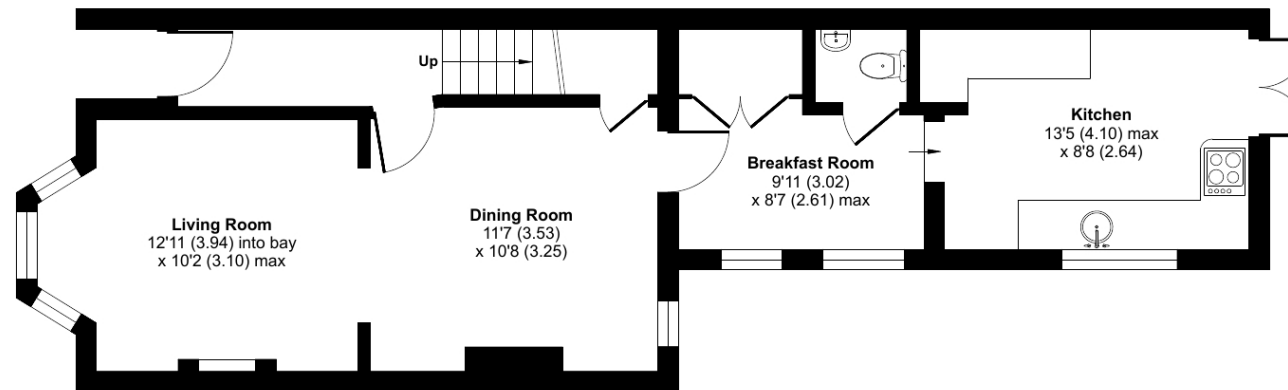 Up
Kitchen
13'5 (4.10) max
x 8'8 (2.64)
Breakfast Room
9'11 (3.02)
x 8'7 (2.61) max
Living Room
12'11 (3.94) into bay
x 10'2 (3.10) max
Dining Room
11'7 (3.53)
x 10'8 (3.25)